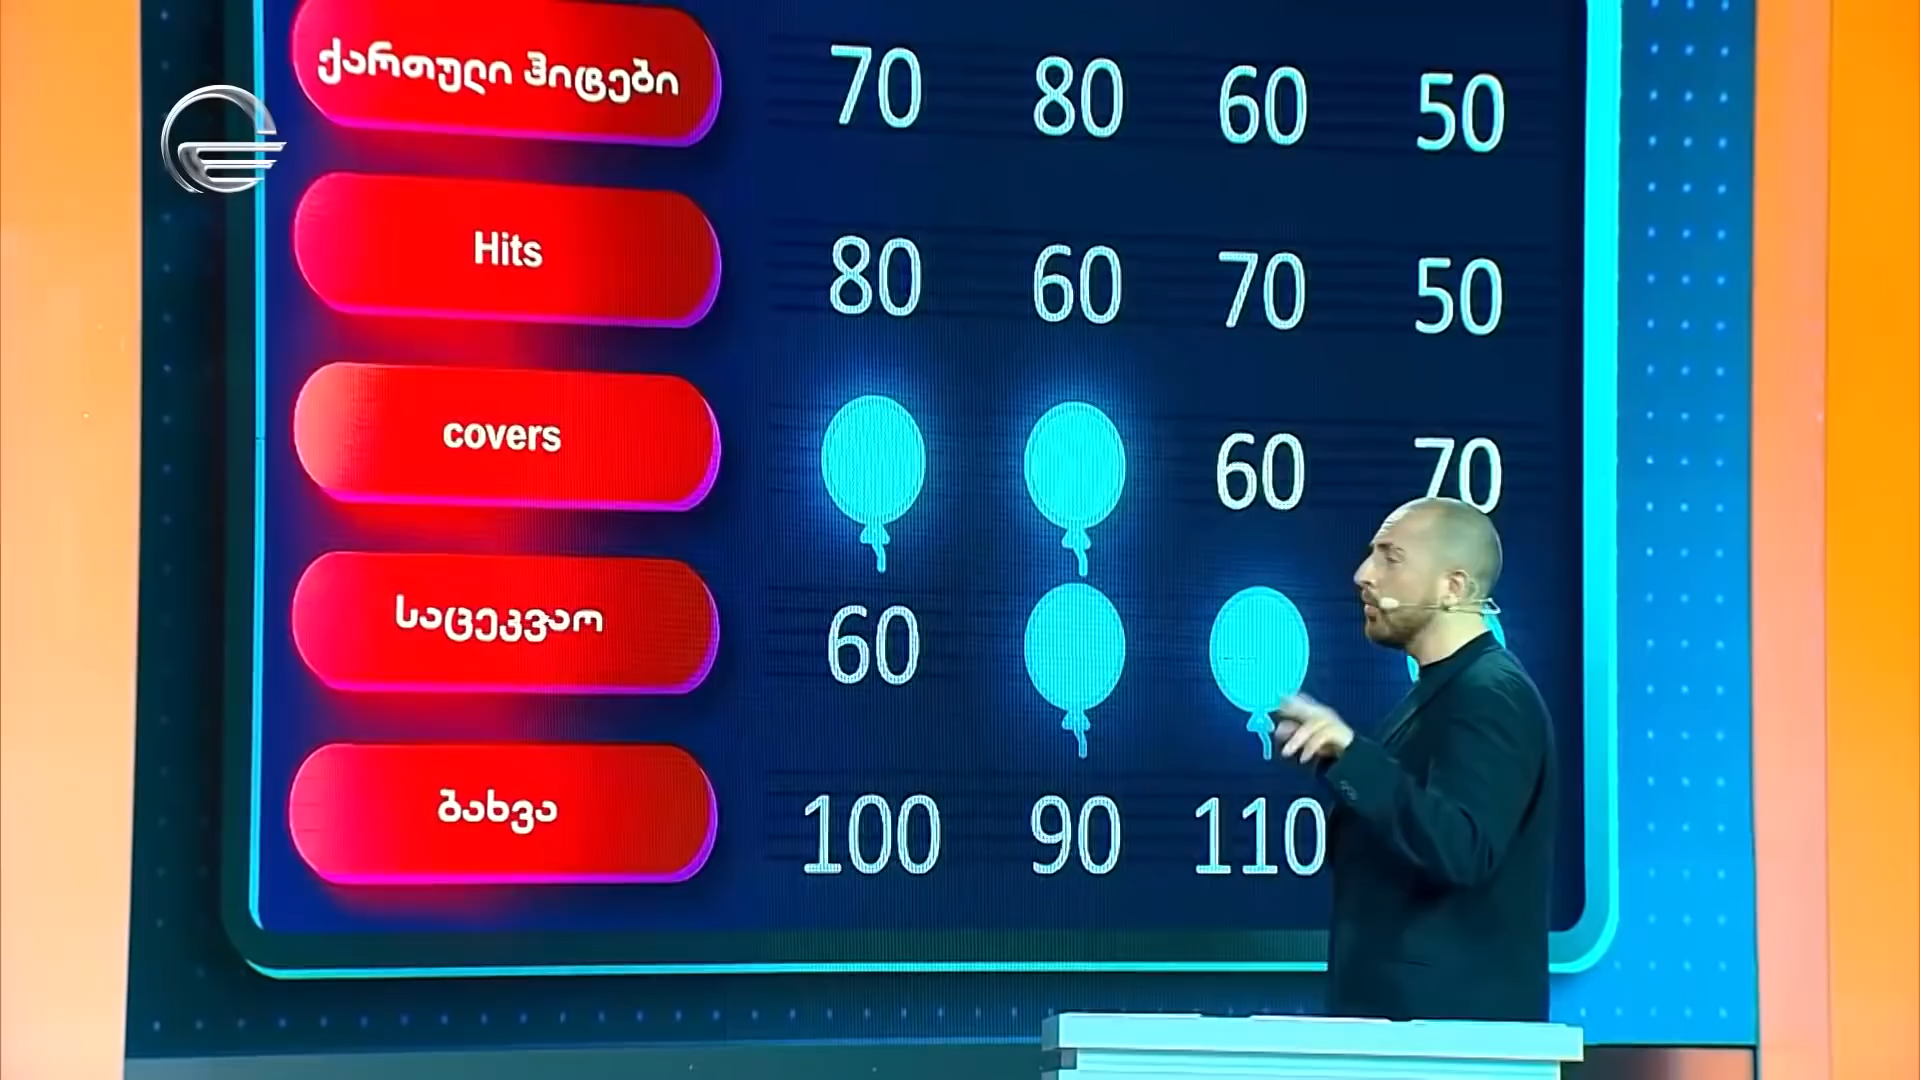 ქართული ჰიტები 70 80 60 50
Hits 80 60 70 50
covers 60 70
საცეკვაო 60
ბახვა 100 90 110